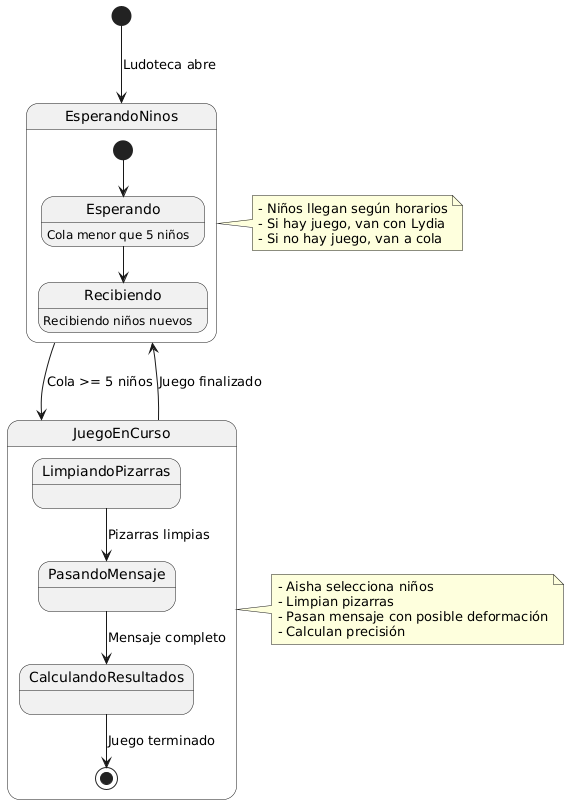 Ludoteca abre
EsperandoNinos
Esperando
Cola menor que 5 niños
- Niños llegan según horarios
- Si hay juego, van con Lydia
- Si no hay juego, van a cola
Recibiendo
Recibiendo niños nuevos
Cola >= 5 niños
Juego finalizado
JuegoEnCurso
LimpiandoPizarras
Pizarras limpias
PasandoMensaje
- Aisha selecciona niños
- Limpian pizarras
- Pasan mensaje con posible deformación
- Calculan precisión
Mensaje completo
CalculandoResultados
Juego terminado